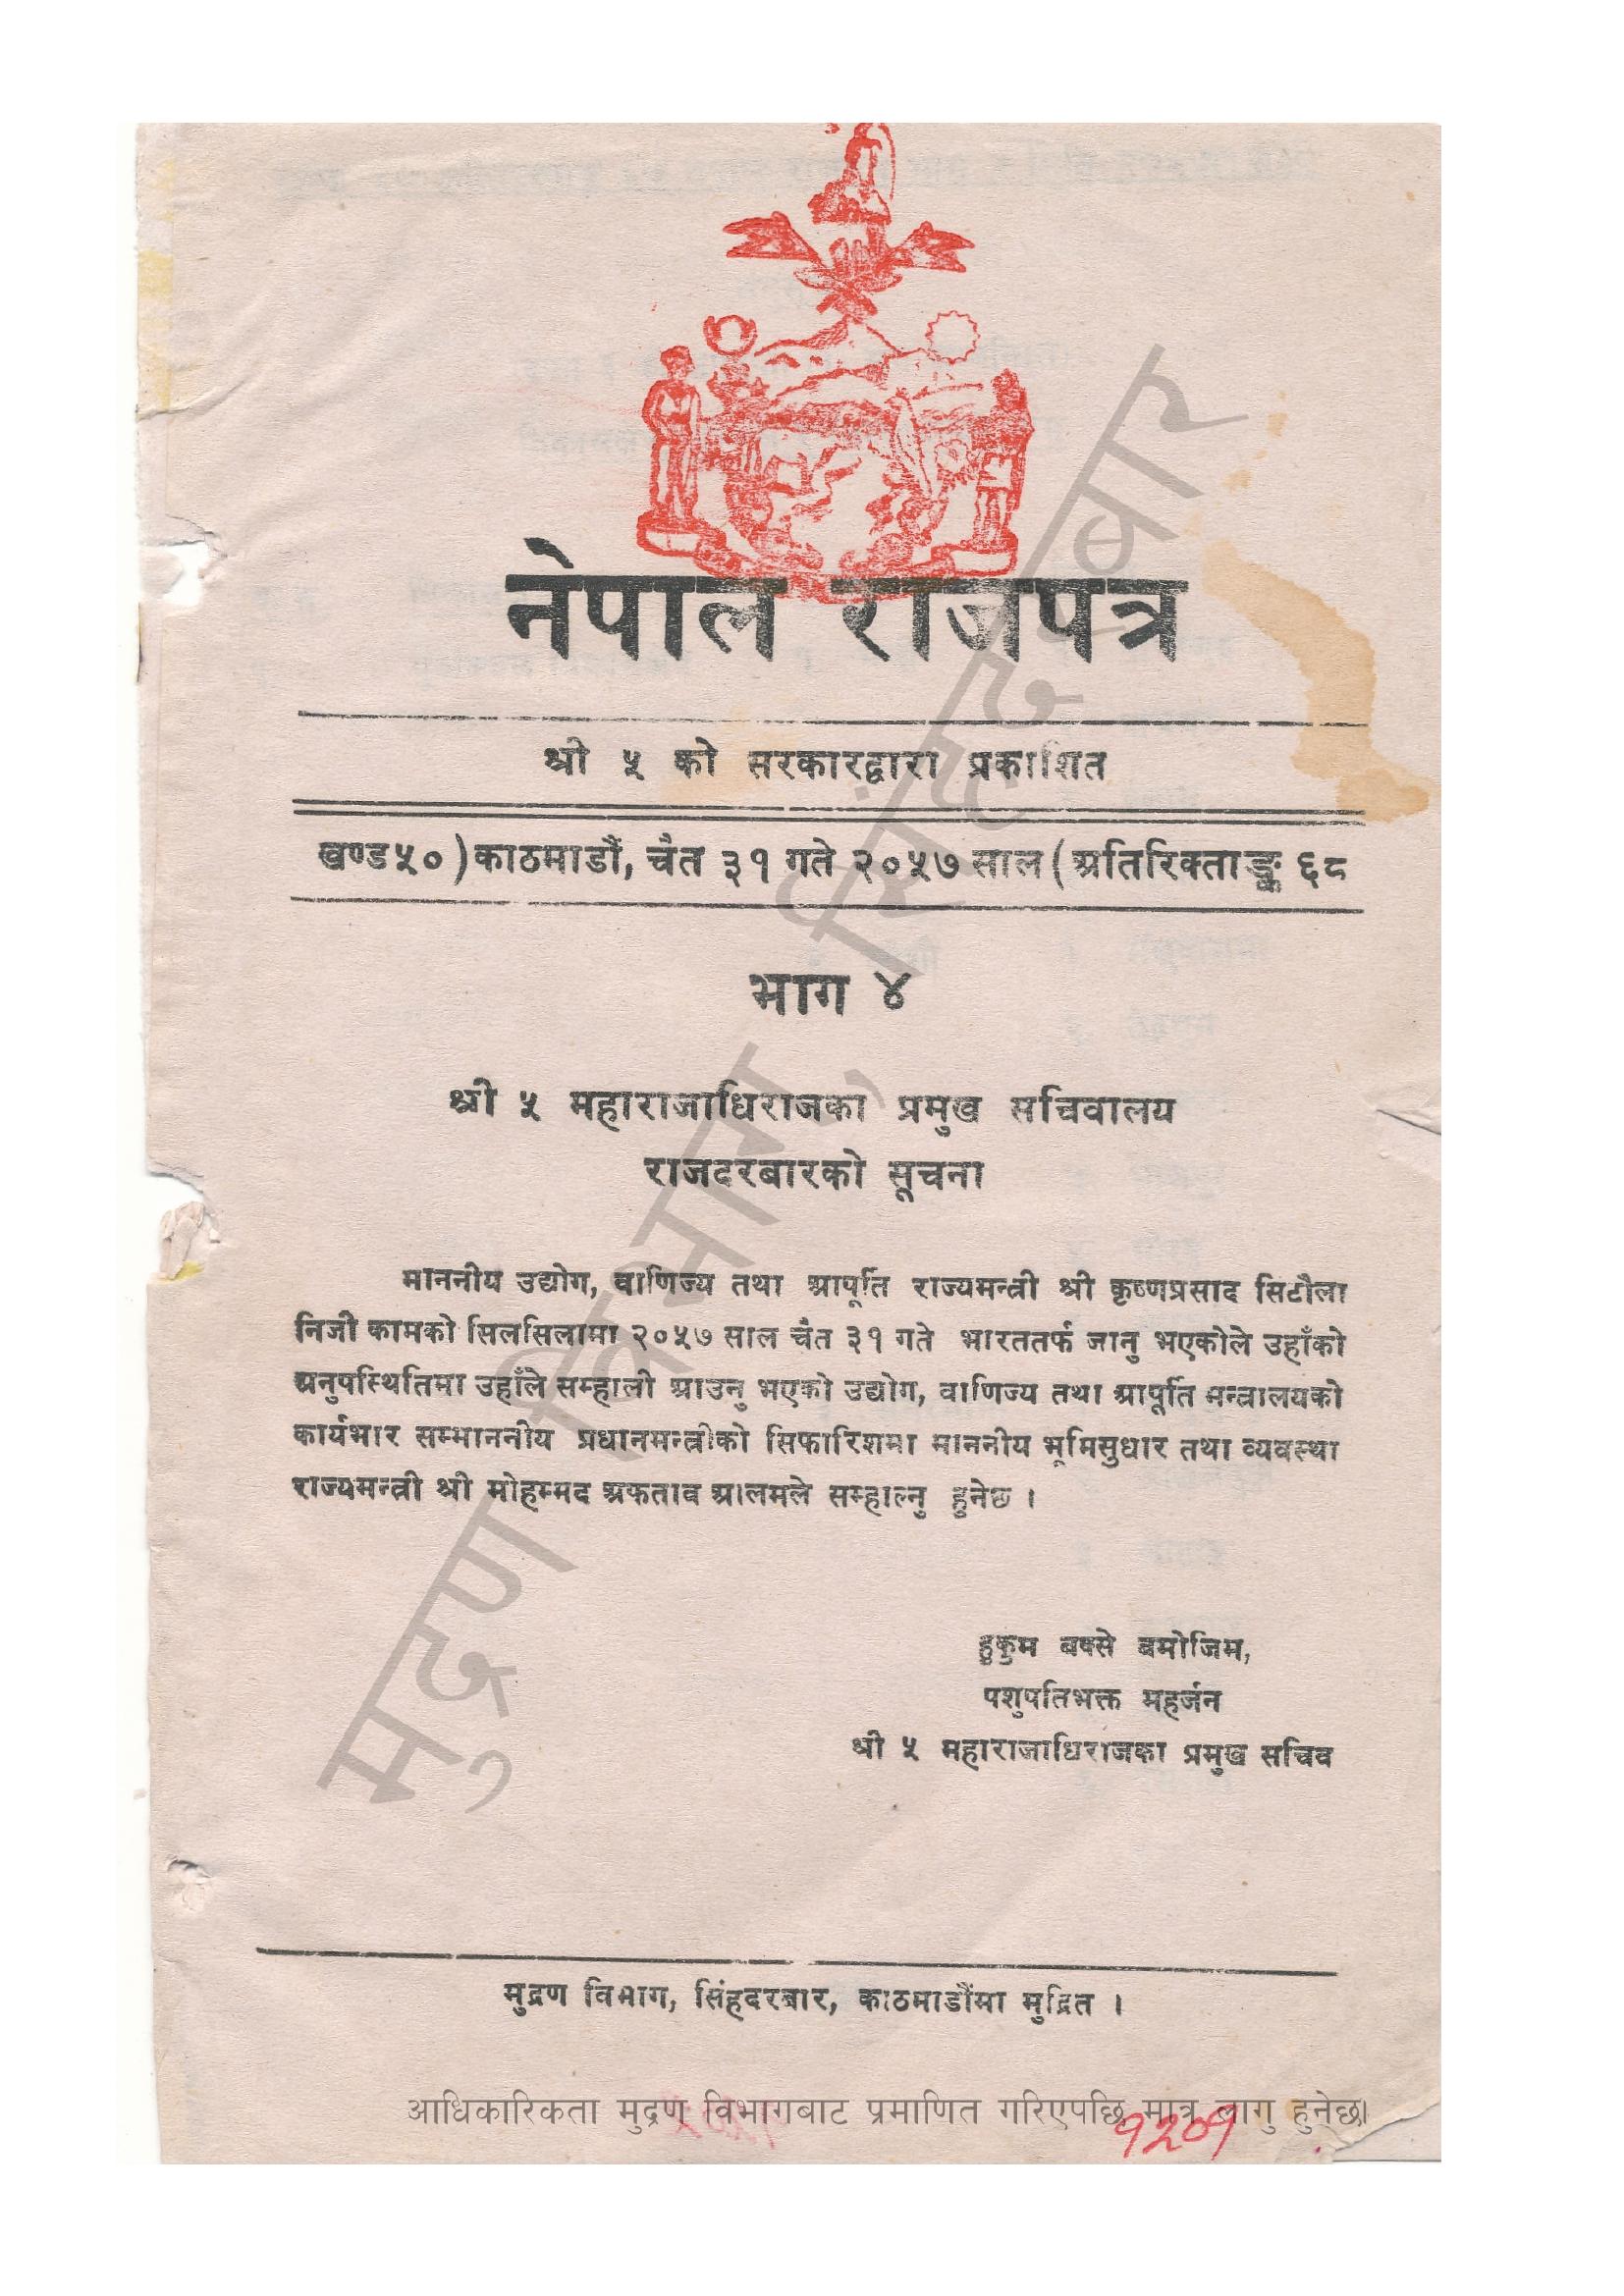 नेपाल राजपत्र
श्री ५ को सरकारद्वारा प्रकाशित
खण्ड ५० ) काठमाडौं, चैत ३१ गते २०५७ साल ( अतिरिक्ताङ्क ६८
भाग ४
श्री ५ महाराजाधिराजका प्रमुख सचिवालय
राजदरबारको सूचना
माननीय उद्योग, वाणिज्य तथा आपूर्ति राज्यमन्त्री श्री कृष्णप्रसाद सिटौला
निजी कामको सिलसिलामा २०५७ साल चैत ३१ गते भारततर्फ जानु भएकोले उहाँको
अनुपस्थितिमा उहाँले सम्हाली आउनु भएको उद्योग, वाणिज्य तथा आपूर्ति मन्त्रालयको
कार्यभार सम्माननीय प्रधानमन्त्रीको सिफारिशमा माननीय भूमिसुधार तथा व्यवस्था
राज्यमन्त्री श्री मोहम्मद अफताव आलमले सम्हाल्नु हुनेछ ।
हुकुम बक्से बमोजिम,
पशुपतिभक्त महर्जन
श्री ५ महाराजाधिराजका प्रमुख सचिव
मुद्रण विभाग, सिंहदरबार, काठमाडौंमा मुद्रित ।
आधिकारिकता मुद्रण विभागबाट प्रमाणित गरिएपछि मात्र लागु हुनेछ।
१२०१
मुद्रण विभाग, सिंहदरबार